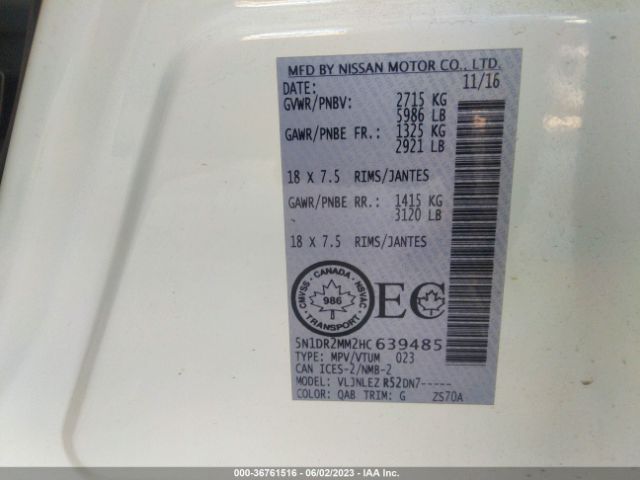 MFD BY NISSAN MOTOR CO., LTD.
DATE: 11/16
GVWR/PNBV: 2715 KG
5986 LB
GAWR/PNBE FR.: 1325 KG
2921 LB
18 X 7.5 RIMS/JANTES
GAWR/PNBE RR.: 1415 KG
3120 LB
18 X 7.5 RIMS/JANTES
CMVSS · CANADA · NSVAC
986
TRANSPORT
EC
5N1DR2MM2HC 639485
TYPE: MPV/VTUM 023
CAN ICES-2/NMB-2
MODEL: VLJNLEZ R52DN7-----
COLOR: QAB TRIM: G ZS70A
000-36761516 - 06/02/2023 - IAA Inc.